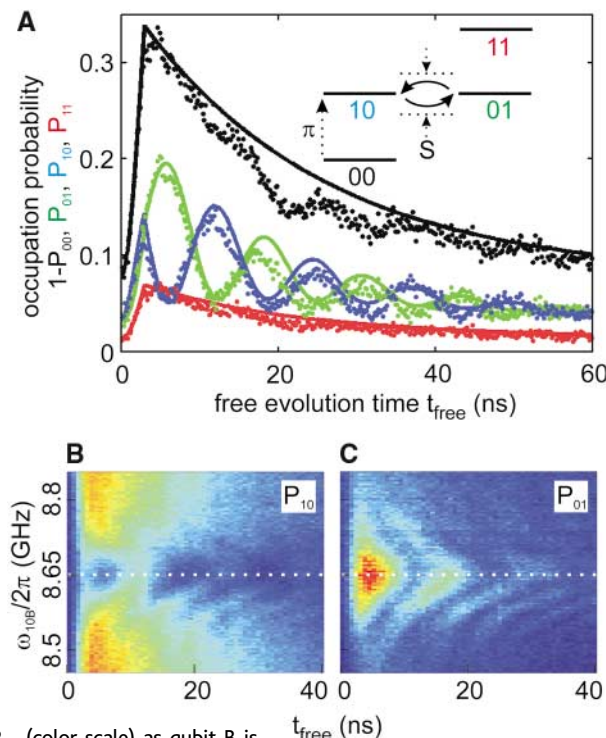 A
occupation probability
1-P00, P01, P10, P11
0.3
0.2
0.1
0
11
10
01
π
S
00
0 20 40 60
free evolution time tfree (ns)
B
C
ω10B/2π (GHz)
8.8
8.65
8.5
P10
P01
0 20 40 0 20 40
tfree (ns)
(color scale) as qubit B is